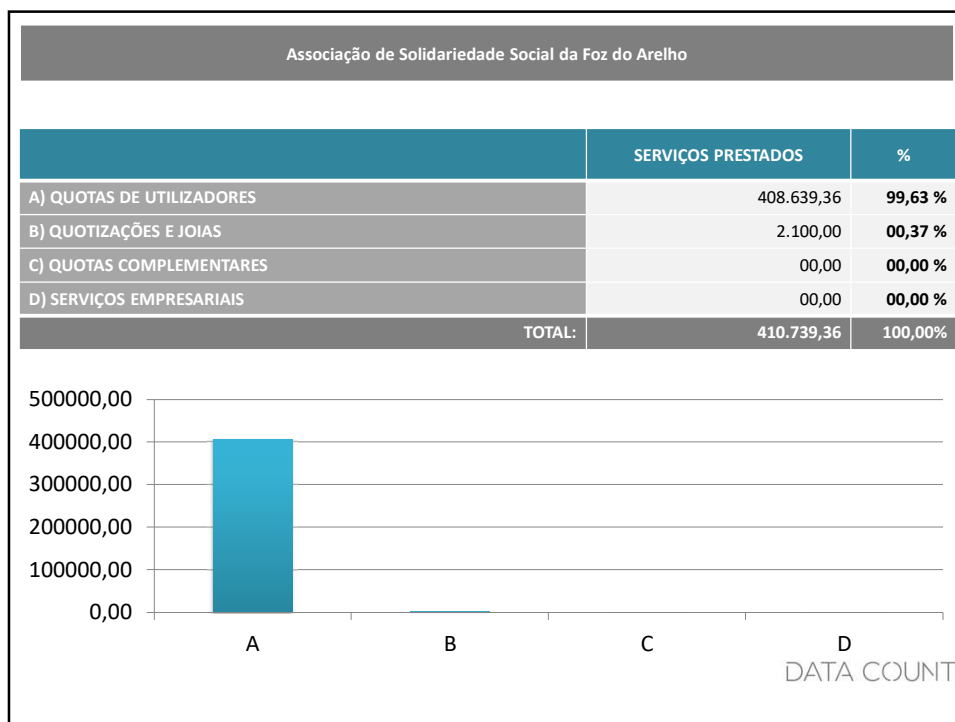 Associação de Solidariedade Social da Foz do Arelho
SERVIÇOS PRESTADOS %
A) QUOTAS DE UTILIZADORES 408.639,36 99,63 %
B) QUOTIZAÇÕES E JOIAS 2.100,00 00,37 %
C) QUOTAS COMPLEMENTARES 00,00 00,00 %
D) SERVIÇOS EMPRESARIAIS 00,00 00,00 %
TOTAL: 410.739,36 100,00%
500000,00
400000,00
300000,00
200000,00
100000,00
0,00
A B C D
DATA COUNT